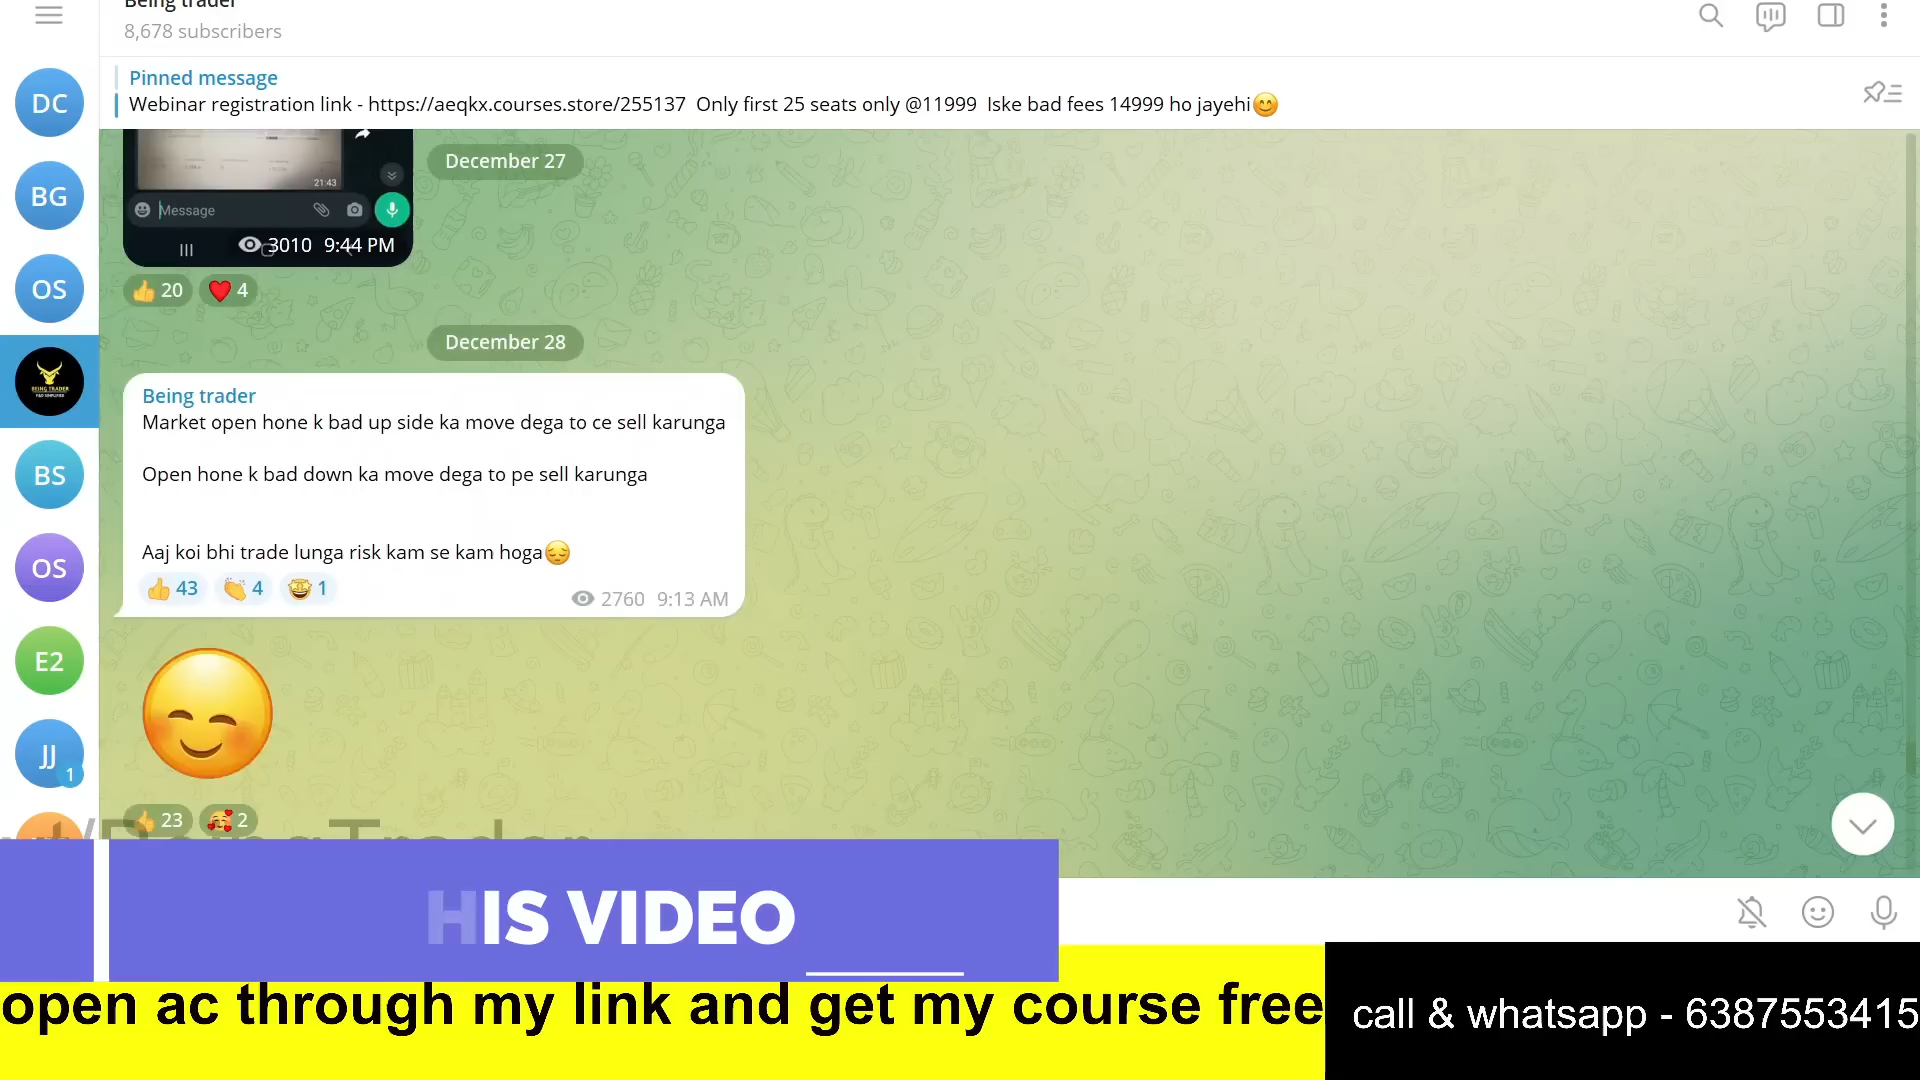 Being trader
8,678 subscribers
Pinned message
Webinar registration link - https://aeqkx.courses.store/255137 Only first 25 seats only @11999 Iske bad fees 14999 ho jayehi😊
DC
BG
OS
BEING TRADER
BS
OS
E2
JJ
1
December 27
21:43
Message
3010 9:44 PM
👍 20 ❤️ 4
December 28
Being trader
Market open hone k bad up side ka move dega to ce sell karunga
Open hone k bad down ka move dega to pe sell karunga
Aaj koi bhi trade lunga risk kam se kam hoga😔
👍 43 👏 4 🤩 1
2760 9:13 AM
😊
👍 23 🥰 2
HIS VIDEO
open ac through my link and get my course free
call & whatsapp - 6387553415